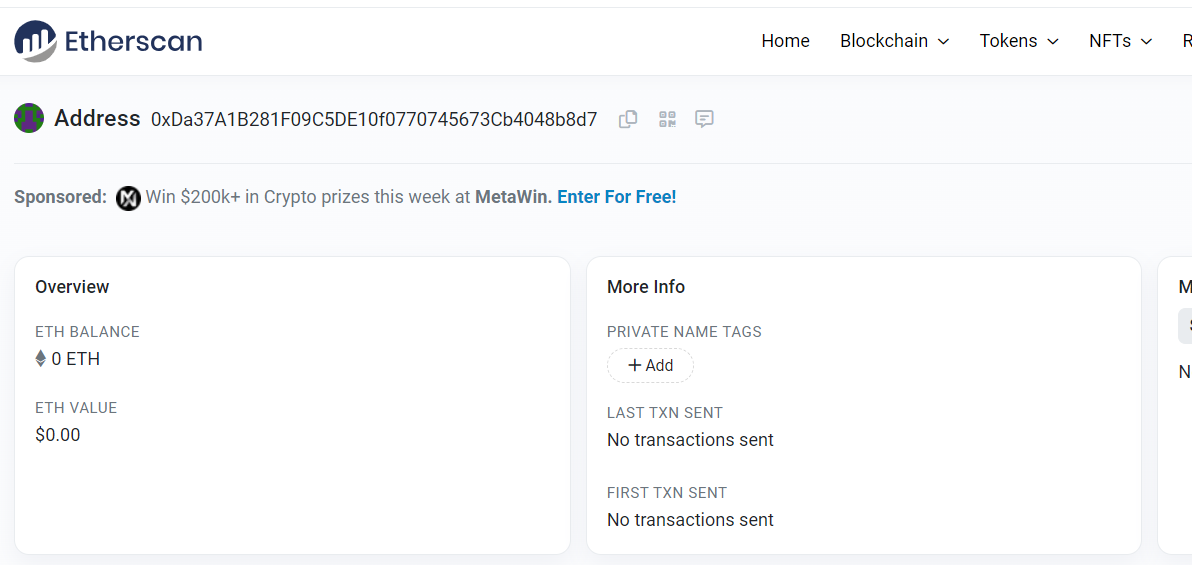 Etherscan
Home Blockchain Tokens NFTs R
Address 0xDa37A1B281F09C5DE10f0770745673Cb4048b8d7
Sponsored: Win $200k+ in Crypto prizes this week at MetaWin. Enter For Free!
Overview
ETH BALANCE
0 ETH
ETH VALUE
$0.00
More Info
PRIVATE NAME TAGS
+ Add
LAST TXN SENT
No transactions sent
FIRST TXN SENT
No transactions sent
M
N